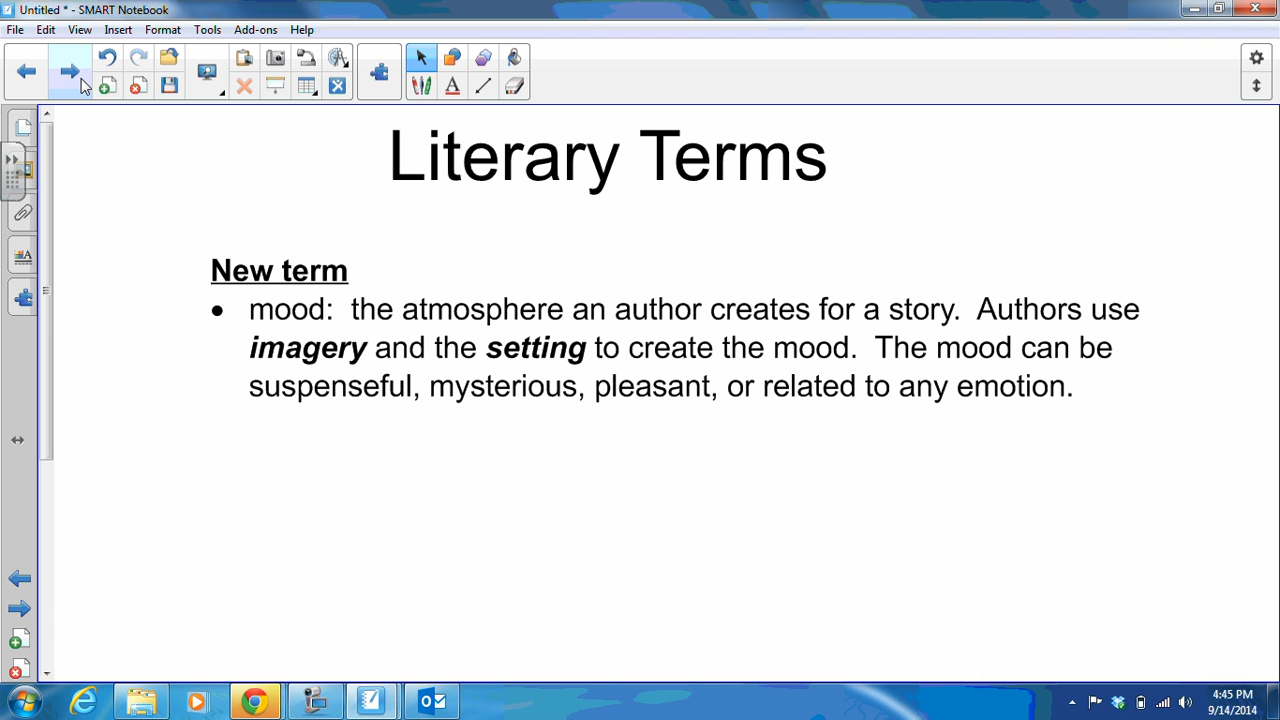 Untitled * - SMART Notebook
File Edit View Insert Format Tools Add-ons Help
Literary Terms
New term
• mood:  the atmosphere an author creates for a story.  Authors use
imagery and the setting to create the mood.  The mood can be
suspenseful, mysterious, pleasant, or related to any emotion.
4:45 PM
9/14/2014